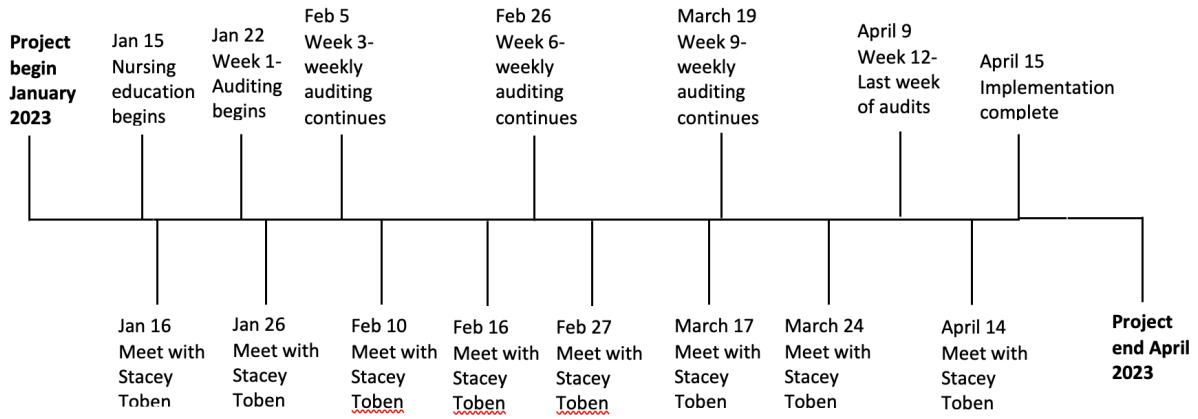 Project
begin
January
2023
Jan 15
Nursing
education
begins
Jan 22
Week 1-
Auditing
begins
Feb 5
Week 3-
weekly
auditing
continues
Feb 26
Week 6-
weekly
auditing
continues
March 19
Week 9-
weekly
auditing
continues
April 9
Week 12-
Last week
of audits
April 15
Implementation
complete
Jan 16
Meet with
Stacey
Toben
Jan 26
Meet with
Stacey
Toben
Feb 10
Meet with
Stacey
Toben
Feb 16
Meet with
Stacey
Toben
Feb 27
Meet with
Stacey
Toben
March 17
Meet with
Stacey
Toben
March 24
Meet with
Stacey
Toben
April 14
Meet with
Stacey
Toben
Project
end April
2023